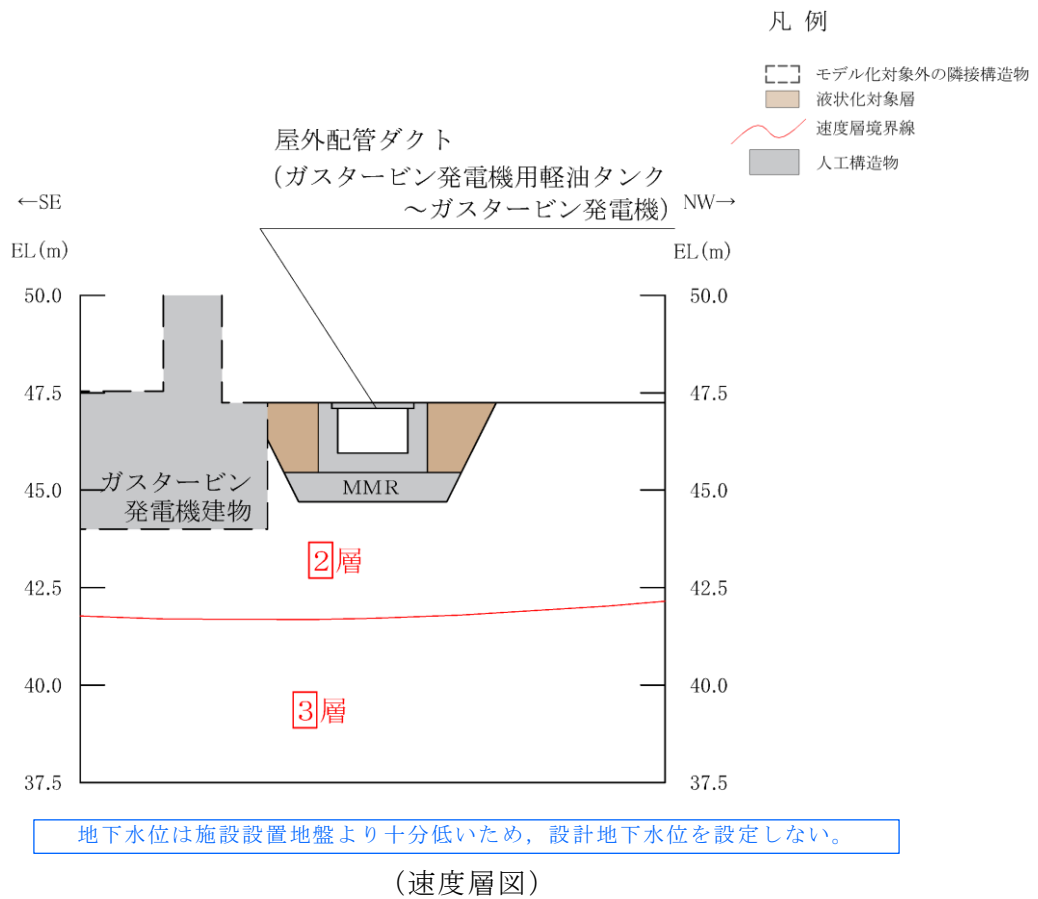 凡 例
モデル化対象外の隣接構造物
液状化対象層
速度層境界線
人工構造物
屋外配管ダクト
(ガスタービン発電機用軽油タンク
～ガスタービン発電機)
←SE
NW→
EL(m)
EL(m)
50.0
50.0
47.5
47.5
ガスタービン
発電機建物
MMR
45.0
45.0
2層
42.5
42.5
40.0
40.0
3層
37.5
37.5
地下水位は施設設置地盤より十分低いため，設計地下水位を設定しない。
(速度層図)